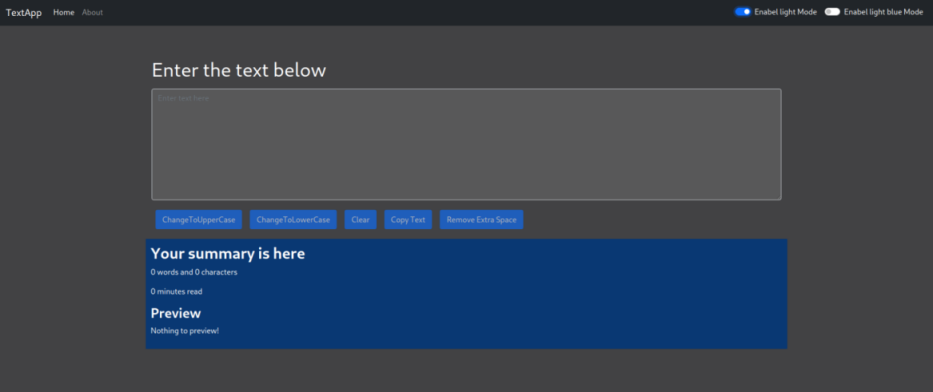 TextApp Home About Enabel light Mode Enabel light blue Mode
Enter the text below
Enter text here
ChangeToUpperCase ChangeToLowerCase Clear Copy Text Remove Extra Space
Your summary is here
0 words and 0 characters
0 minutes read
Preview
Nothing to preview!